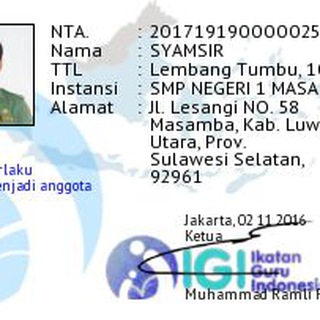 NTA. : 201719190000025
Nama : SYAMSIR
TTL : Lembang Tumbu, 10
Instansi : SMP NEGERI 1 MASA
Alamat : Jl. Lesangi NO. 58
Masamba, Kab. Luw
Utara, Prov.
Sulawesi Selatan,
92961
rlaku
enjadi anggota
Jakarta, 02 11 2016
Ketua
IGI Ikatan
Guru
Indonesia
Muhammad Ramli R